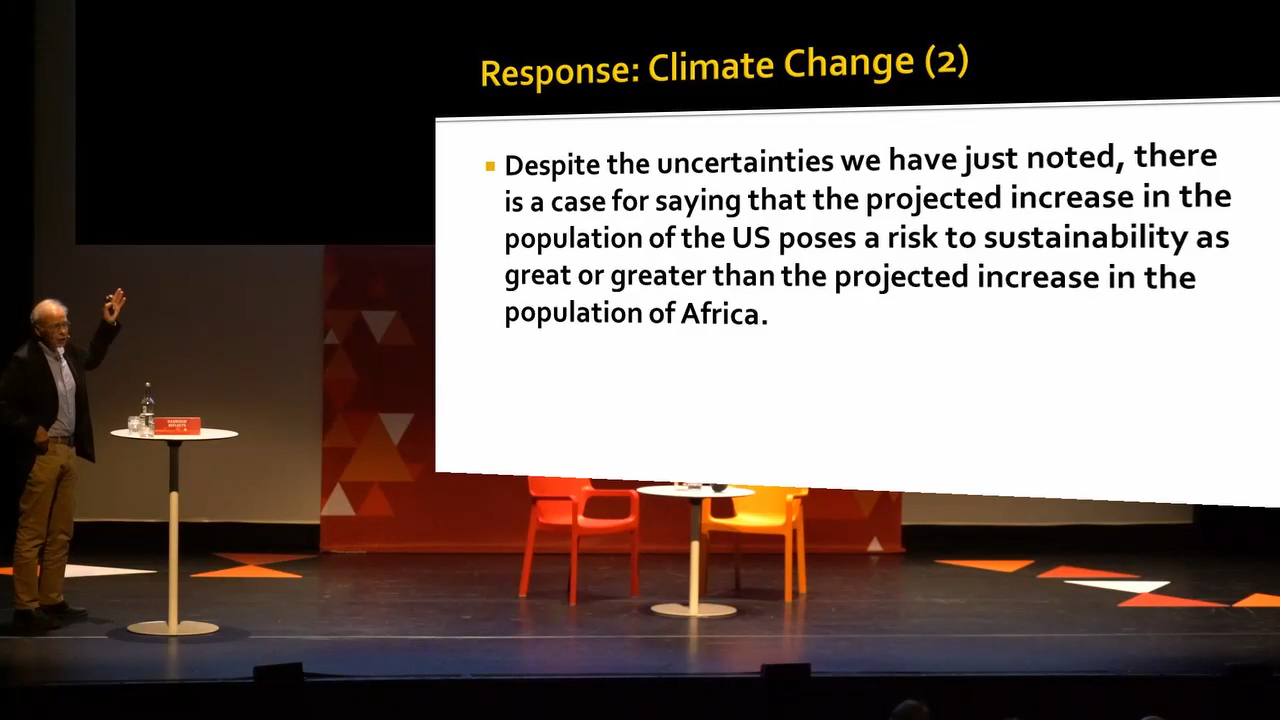 Response: Climate Change (2)
Despite the uncertainties we have just noted, there
is a case for saying that the projected increase in the
population of the US poses a risk to sustainability as
great or greater than the projected increase in the
population of Africa.
RADBOUD
REFLECTS